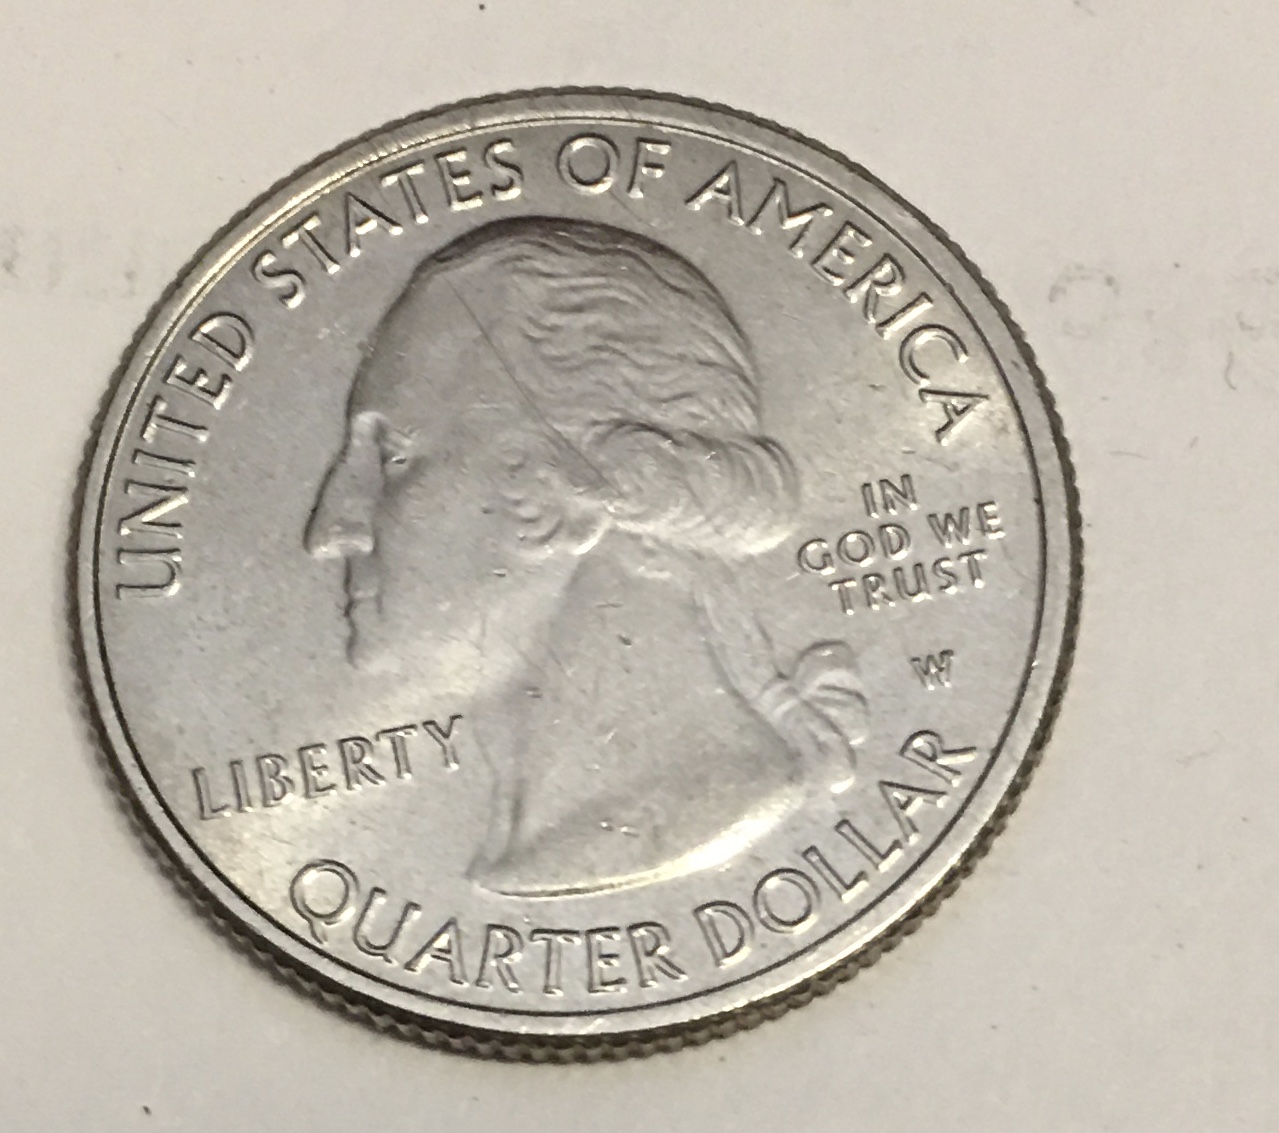 UNITED STATES OF AMERICA
IN
GOD WE
TRUST
W
LIBERTY
QUARTER DOLLAR